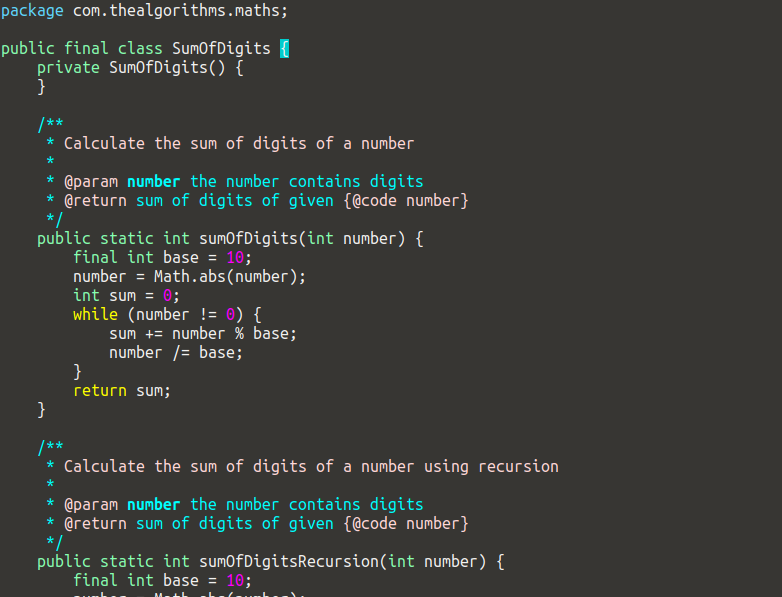 package com.thealgorithms.maths;
public final class SumOfDigits {
private SumOfDigits() {
}
/**
* Calculate the sum of digits of a number
*
* @param number the number contains digits
* @return sum of digits of given {@code number}
*/
public static int sumOfDigits(int number) {
final int base = 10;
number = Math.abs(number);
int sum = 0;
while (number != 0) {
sum += number % base;
number /= base;
}
return sum;
}
/**
* Calculate the sum of digits of a number using recursion
*
* @param number the number contains digits
* @return sum of digits of given {@code number}
*/
public static int sumOfDigitsRecursion(int number) {
final int base = 10;
number = Math.abs(number);